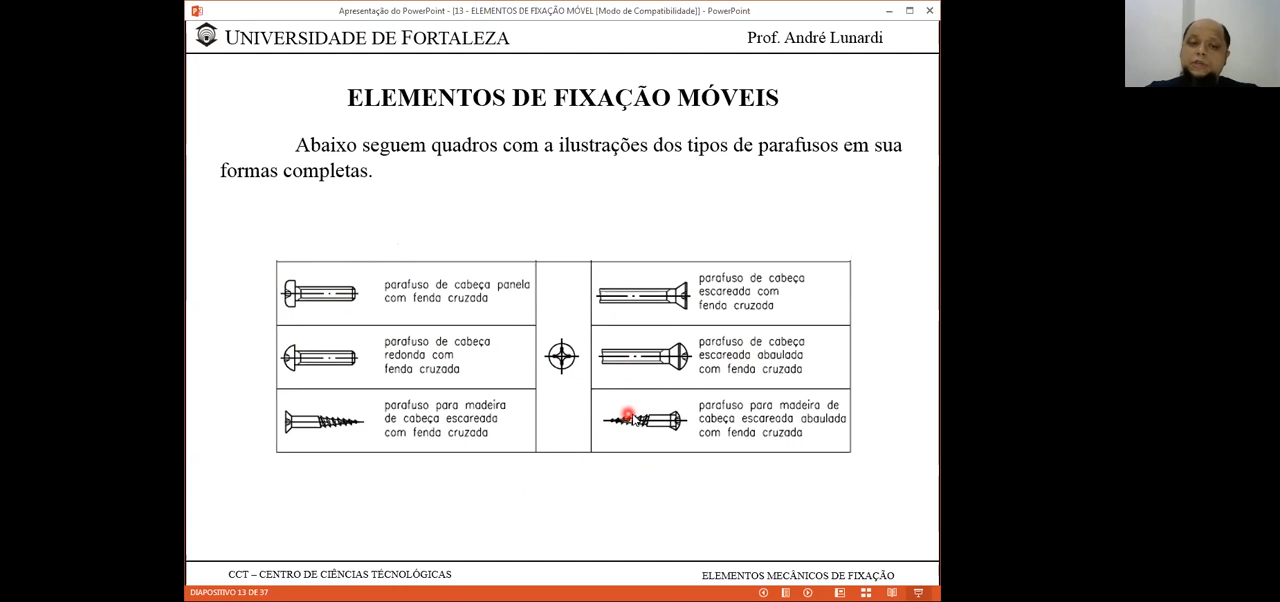 Apresentação do PowerPoint - [13 - ELEMENTOS DE FIXAÇÃO MÓVEL [Modo de Compatibilidade]] - PowerPoint
UNIVERSIDADE DE FORTALEZA
Prof. André Lunardi
ELEMENTOS DE FIXAÇÃO MÓVEIS
Abaixo seguem quadros com a ilustrações dos tipos de parafusos em sua
formas completas.
parafuso de cabeça panela
com fenda cruzada
parafuso de cabeça
escareada com
fenda cruzada
parafuso de cabeça
redonda com
fenda cruzada
parafuso de cabeça
escareada abaulada
com fenda cruzada
parafuso para madeira
de cabeça escareada
com fenda cruzada
parafuso para madeira de
cabeça escareada abaulada
com fenda cruzada
CCT – CENTRO DE CIÊNCIAS TÉCNOLÓGICAS
ELEMENTOS MECÂNICOS DE FIXAÇÃO
DIAPOSITIVO 13 DE 37